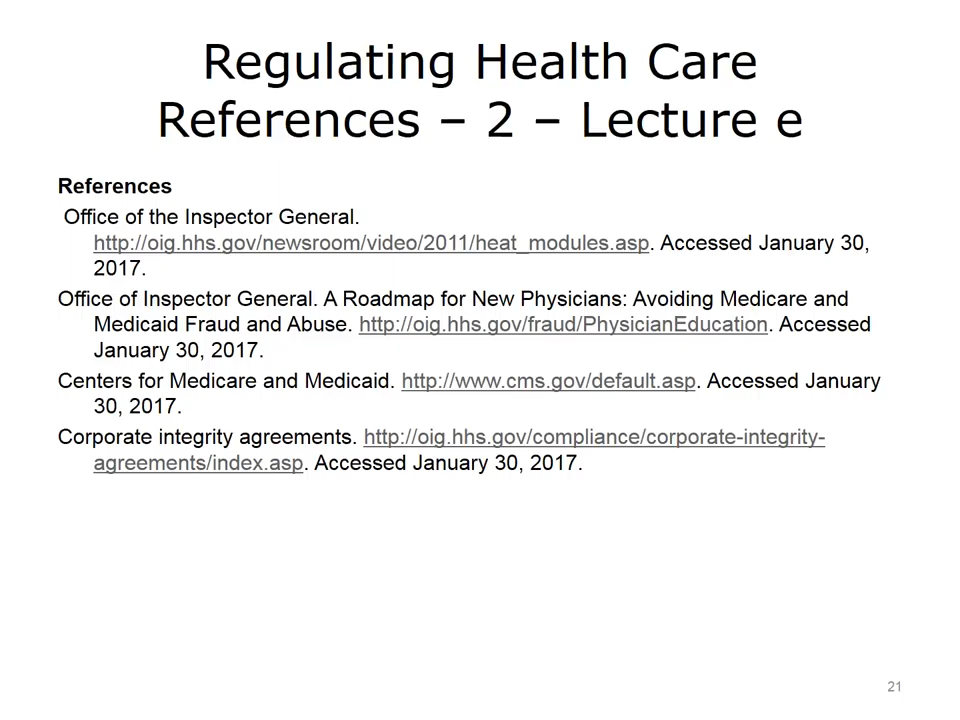 Regulating Health Care
References – 2 – Lecture e
References
Office of the Inspector General.
http://oig.hhs.gov/newsroom/video/2011/heat_modules.asp. Accessed January 30,
2017.
Office of Inspector General. A Roadmap for New Physicians: Avoiding Medicare and
Medicaid Fraud and Abuse. http://oig.hhs.gov/fraud/PhysicianEducation. Accessed
January 30, 2017.
Centers for Medicare and Medicaid. http://www.cms.gov/default.asp. Accessed January
30, 2017.
Corporate integrity agreements. http://oig.hhs.gov/compliance/corporate-integrity-
agreements/index.asp. Accessed January 30, 2017.
21